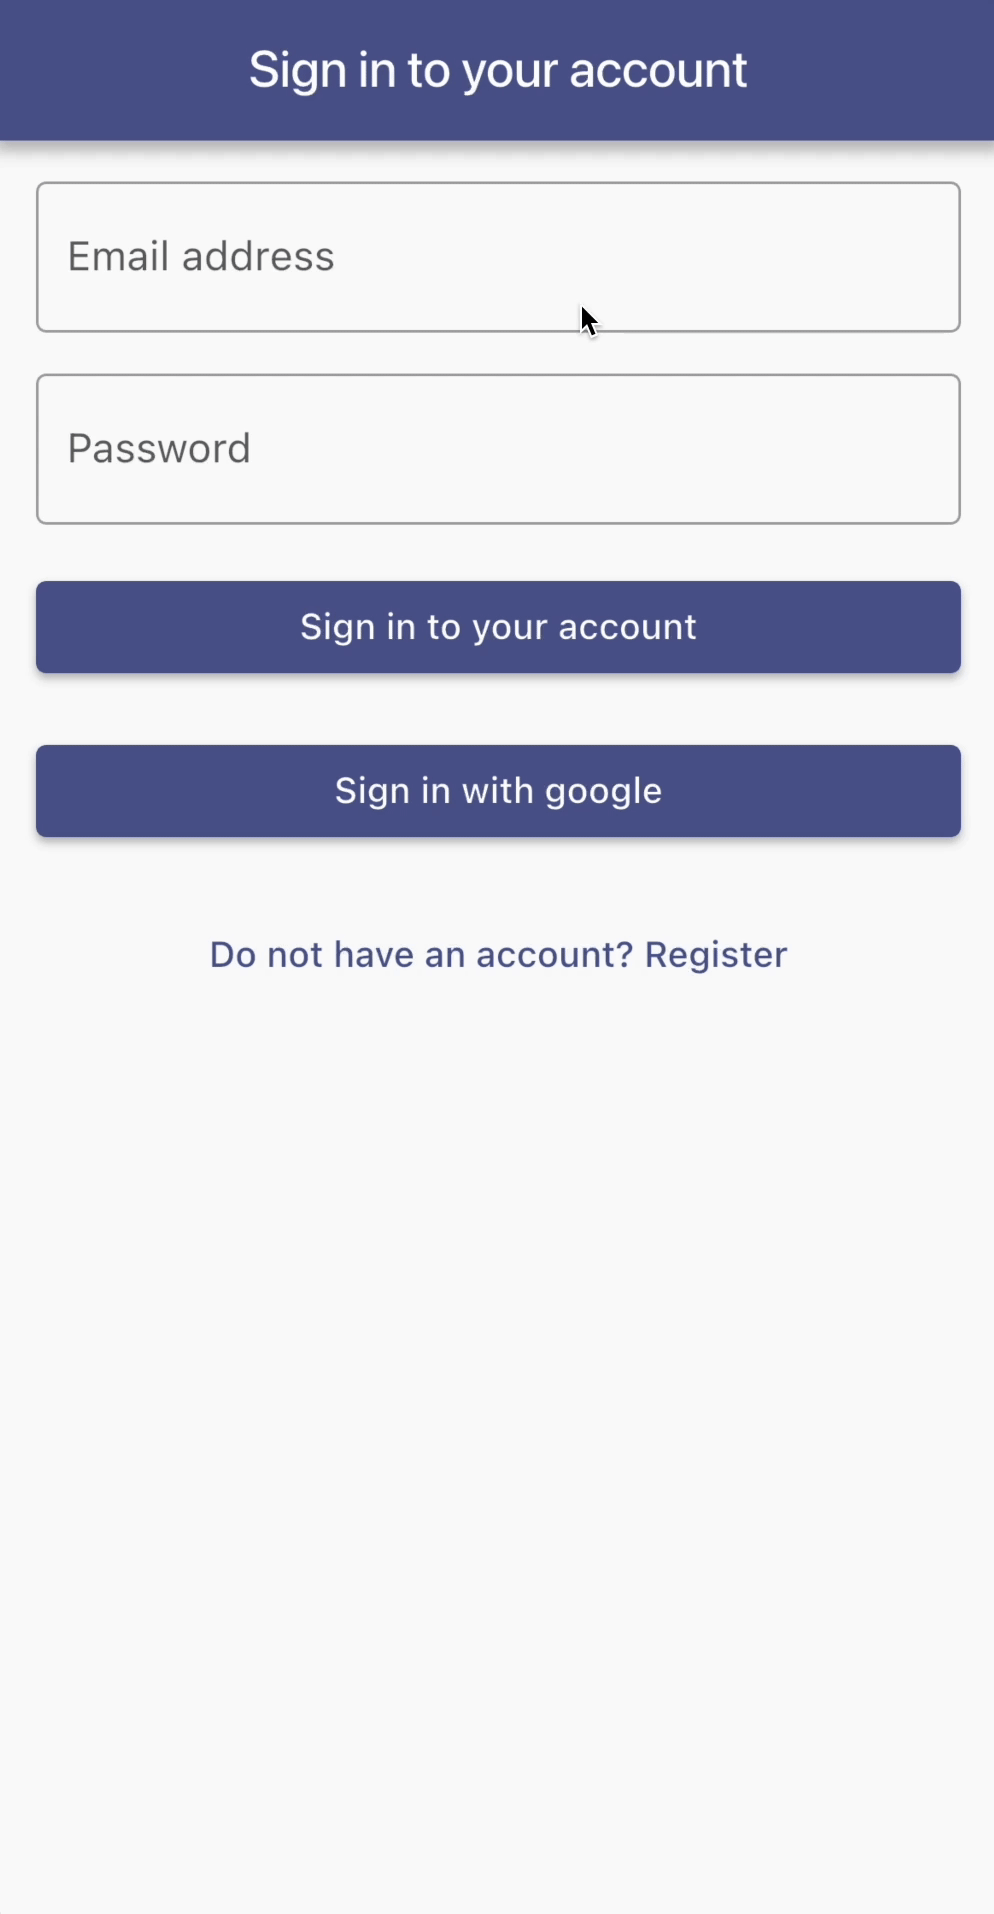 Sign in to your account
Email address
Password
Sign in to your account
Sign in with google
Do not have an account? Register